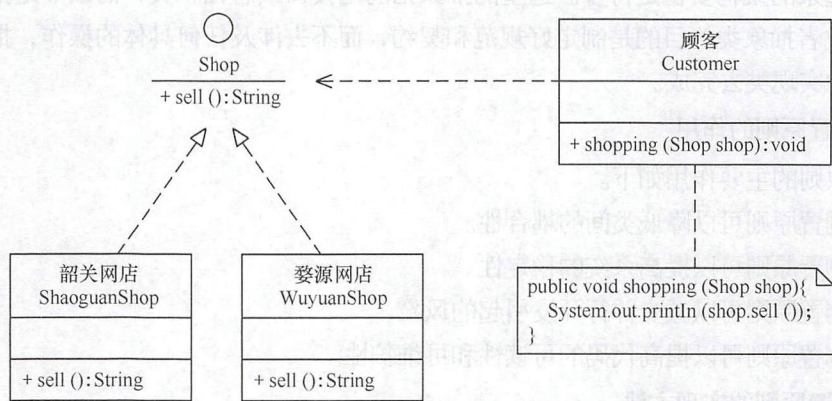 Shop
+ sell ():String
顾客
Customer
+ shopping (Shop shop):void
韶关网店
ShaoguanShop
+ sell ():String
婺源网店
WuyuanShop
+ sell ():String
public void shopping (Shop shop){
System.out.printIn (shop.sell ());
}